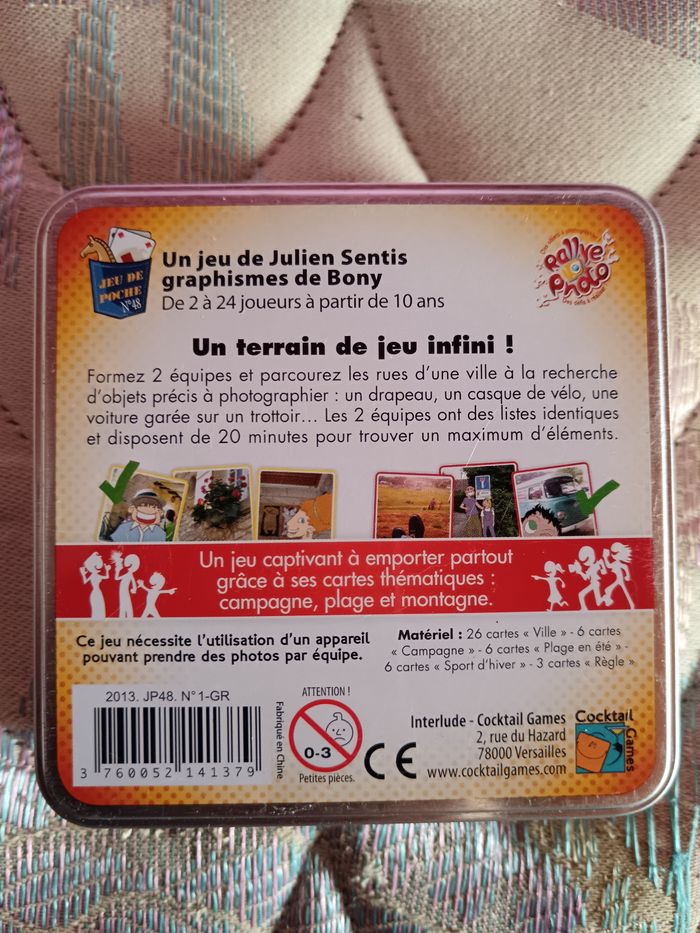 JEU DE
POCHE
N°48
Un jeu de Julien Sentis
graphismes de Bony
De 2 à 24 joueurs à partir de 10 ans
Rallye
Photo
Un terrain de jeu infini !
Formez 2 équipes et parcourez les rues d'une ville à la recherche
d'objets précis à photographier : un drapeau, un casque de vélo, une
voiture garée sur un trottoir... Les 2 équipes ont des listes identiques
et disposent de 20 minutes pour trouver un maximum d'éléments.
Un jeu captivant à emporter partout
grâce à ses cartes thématiques :
campagne, plage et montagne.
Ce jeu nécessite l'utilisation d'un appareil
pouvant prendre des photos par équipe.
Matériel : 26 cartes « Ville » - 6 cartes
« Campagne » - 6 cartes « Plage en été » -
6 cartes « Sport d'hiver » - 3 cartes « Règle »
2013. JP48. N°1-GR
3 760052 141379
Fabriqué en Chine.
ATTENTION !
0-3
Petites pièces.
CE
Interlude - Cocktail Games
2, rue du Hazard
78000 Versailles
www.cocktailgames.com
Cocktail
Games